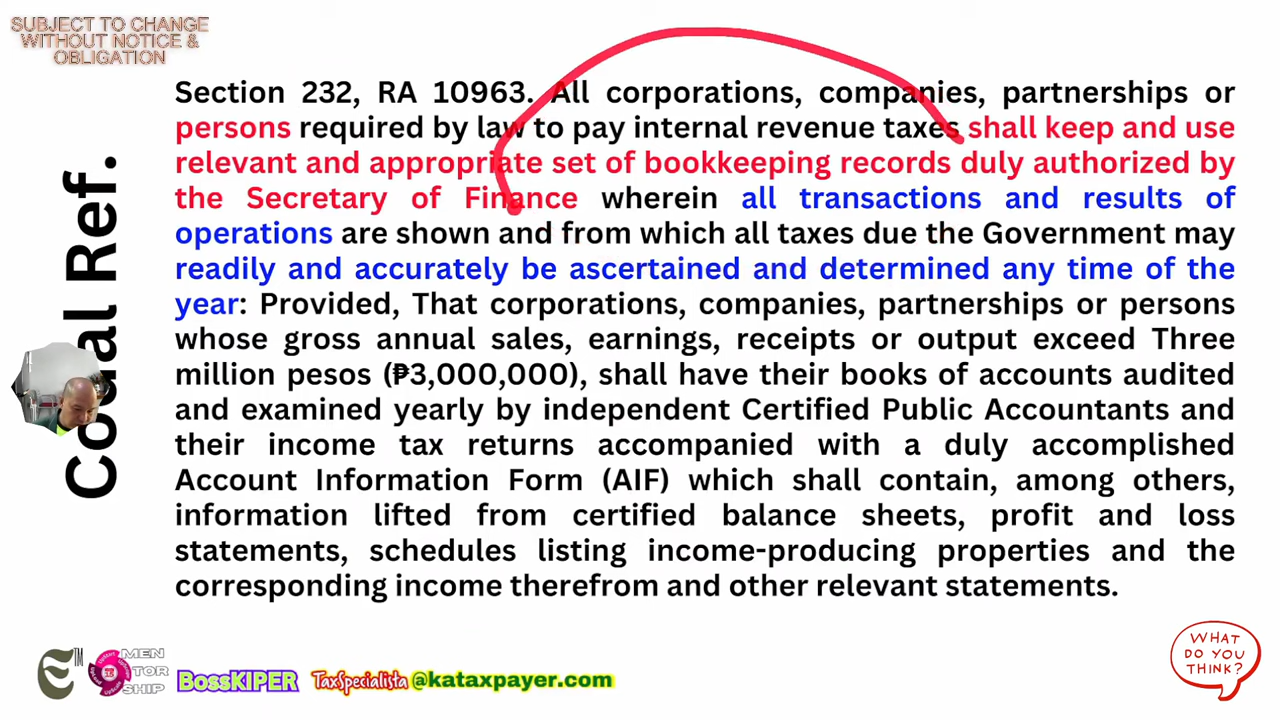 SUBJECT TO CHANGE
WITHOUT NOTICE &
OBLIGATION
Section 232, RA 10963. All corporations, companies, partnerships or
persons required by law to pay internal revenue taxes shall keep and use
relevant and appropriate set of bookkeeping records duly authorized by
the Secretary of Finance wherein all transactions and results of
operations are shown and from which all taxes due the Government may
readily and accurately be ascertained and determined any time of the
year: Provided, That corporations, companies, partnerships or persons
whose gross annual sales, earnings, receipts or output exceed Three
million pesos (₱3,000,000), shall have their books of accounts audited
and examined yearly by independent Certified Public Accountants and
their income tax returns accompanied with a duly accomplished
Account Information Form (AIF) which shall contain, among others,
information lifted from certified balance sheets, profit and loss
statements, schedules listing income-producing properties and the
corresponding income therefrom and other relevant statements.
Ref.
TM
MEN
TOR
SHIP
BossKIPER
TaxSpecialista @kataxpayer.com
WHAT
DO YOU
THINK?